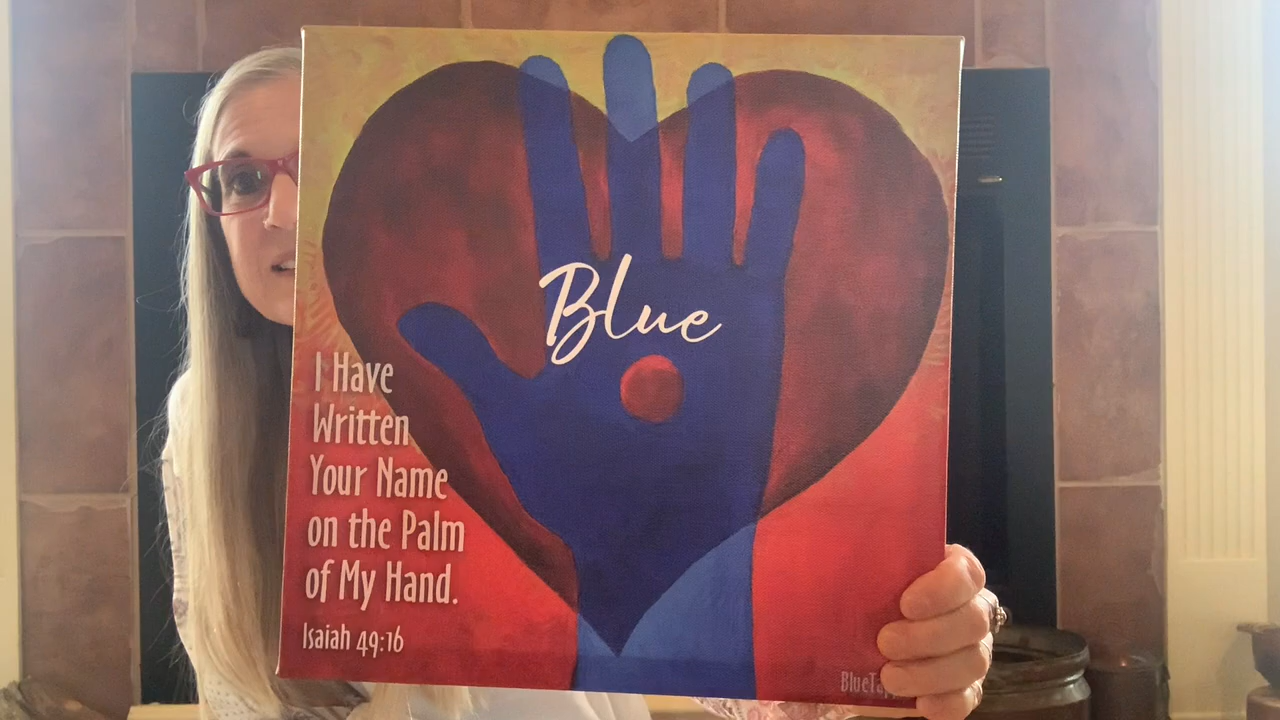 Blue
I Have
Written
Your Name
on the Palm
of My Hand.
Isaiah 49:16